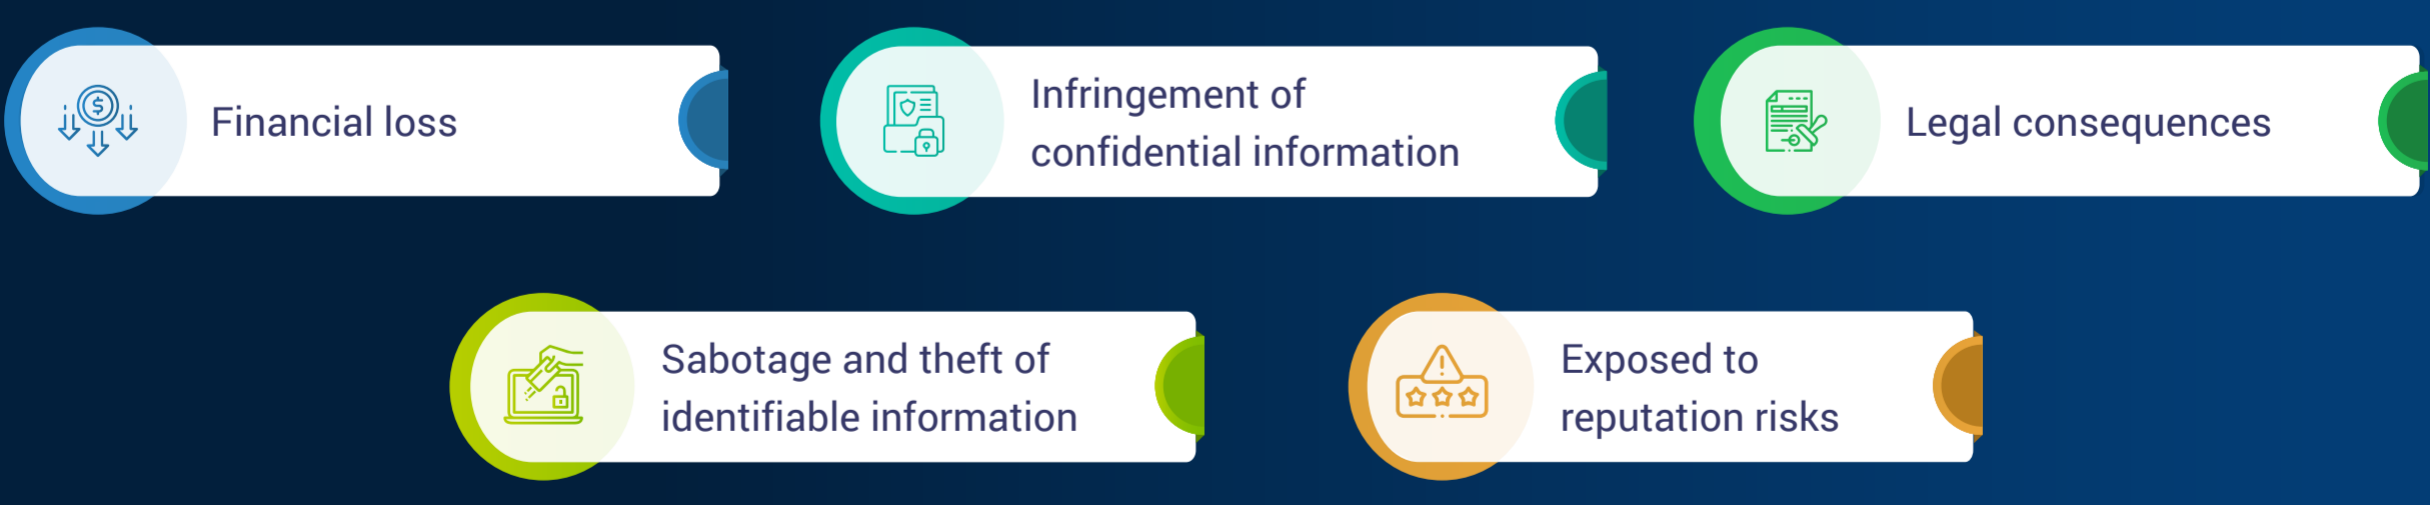 Financial loss
Infringement of
confidential information
Legal consequences
Sabotage and theft of
identifiable information
Exposed to
reputation risks